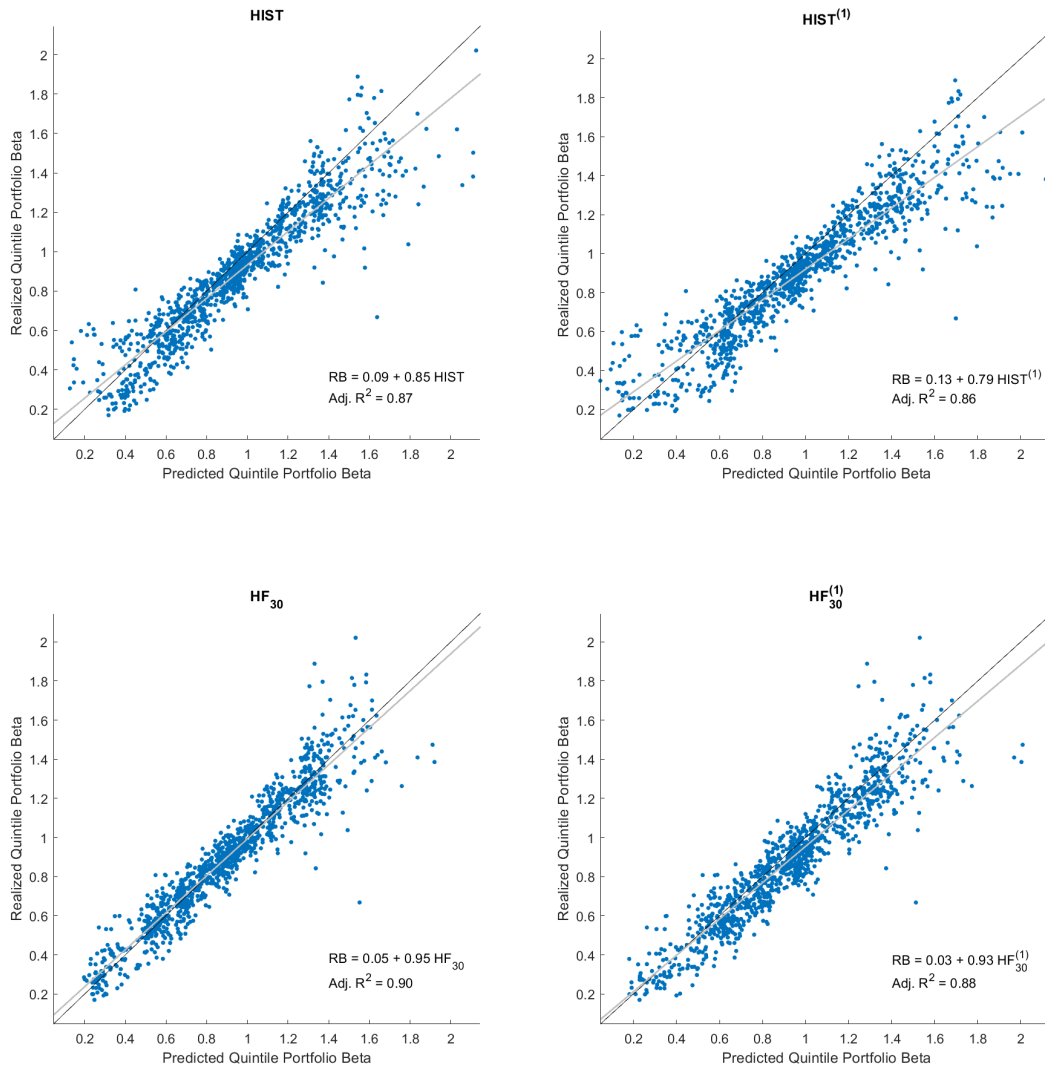 HIST
2
1.8
1.6
1.4
1.2
1
0.8
0.6
0.4
0.2
Realized Quintile Portfolio Beta
RB = 0.09 + 0.85 HIST
Adj. R² = 0.87
0.2 0.4 0.6 0.8 1 1.2 1.4 1.6 1.8 2
Predicted Quintile Portfolio Beta
HIST⁽¹⁾
2
1.8
1.6
1.4
1.2
1
0.8
0.6
0.4
0.2
Realized Quintile Portfolio Beta
RB = 0.13 + 0.79 HIST⁽¹⁾
Adj. R² = 0.86
0.2 0.4 0.6 0.8 1 1.2 1.4 1.6 1.8 2
Predicted Quintile Portfolio Beta
HF₃₀
2
1.8
1.6
1.4
1.2
1
0.8
0.6
0.4
0.2
Realized Quintile Portfolio Beta
RB = 0.05 + 0.95 HF₃₀
Adj. R² = 0.90
0.2 0.4 0.6 0.8 1 1.2 1.4 1.6 1.8 2
Predicted Quintile Portfolio Beta
HF₃₀⁽¹⁾
2
1.8
1.6
1.4
1.2
1
0.8
0.6
0.4
0.2
Realized Quintile Portfolio Beta
RB = 0.03 + 0.93 HF₃₀⁽¹⁾
Adj. R² = 0.88
0.2 0.4 0.6 0.8 1 1.2 1.4 1.6 1.8 2
Predicted Quintile Portfolio Beta